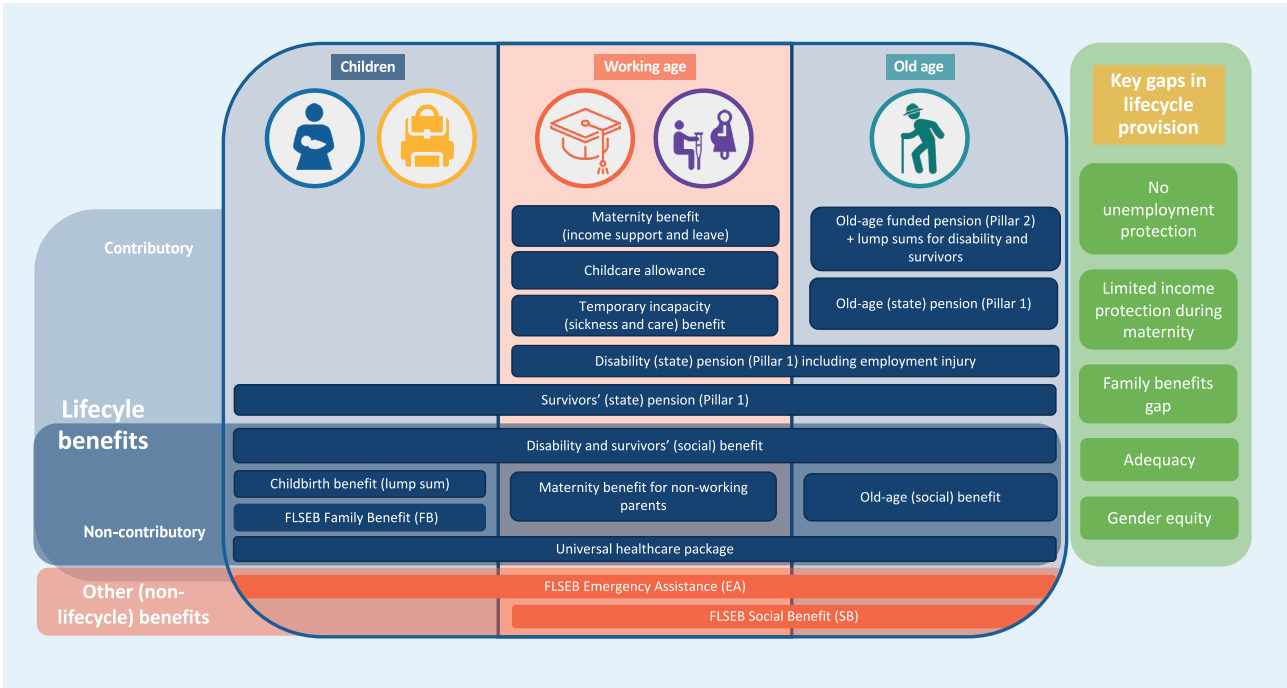 Children
Working age
Old age
Key gaps in
lifecycle
provision
Contributory
Maternity benefit
(income support and leave)
Childcare allowance
Temporary incapacity
(sickness and care) benefit
Old-age funded pension (Pillar 2)
+ lump sums for disability and
survivors
Old-age (state) pension (Pillar 1)
Disability (state) pension (Pillar 1) including employment injury
Survivors’ (state) pension (Pillar 1)
Lifecyle
benefits
Disability and survivors’ (social) benefit
Childbirth benefit (lump sum)
FLSEB Family Benefit (FB)
Maternity benefit for non-working
parents
Old-age (social) benefit
Non-contributory
Universal healthcare package
Other (non-
lifecycle) benefits
FLSEB Emergency Assistance (EA)
FLSEB Social Benefit (SB)
No
unemployment
protection
Limited income
protection during
maternity
Family benefits
gap
Adequacy
Gender equity